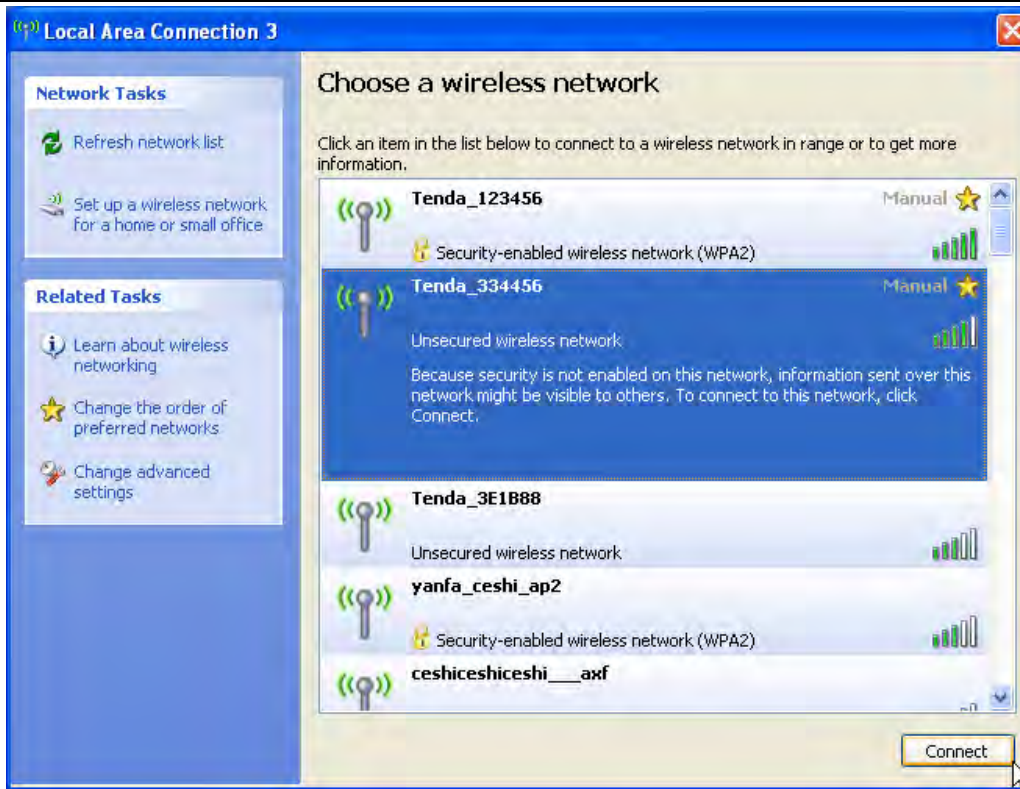 Local Area Connection 3
Network Tasks
Refresh network list
Set up a wireless network
for a home or small office
Related Tasks
Learn about wireless
networking
Change the order of
preferred networks
Change advanced
settings
Choose a wireless network
Click an item in the list below to connect to a wireless network in range or to get more
information.
Tenda_123456 Manual
Security-enabled wireless network (WPA2)
Tenda_334456 Manual
Unsecured wireless network
Because security is not enabled on this network, information sent over this
network might be visible to others. To connect to this network, click
Connect.
Tenda_3E1B88
Unsecured wireless network
yanfa_ceshi_ap2
Security-enabled wireless network (WPA2)
ceshiceshiceshi___axf
Connect